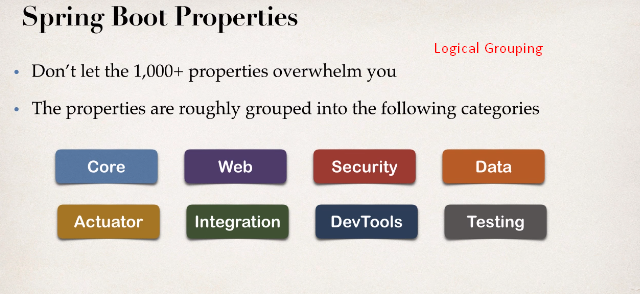 Spring Boot Properties
Logical Grouping
• Don’t let the 1,000+ properties overwhelm you
• The properties are roughly grouped into the following categories
Core Web Security Data
Actuator Integration DevTools Testing